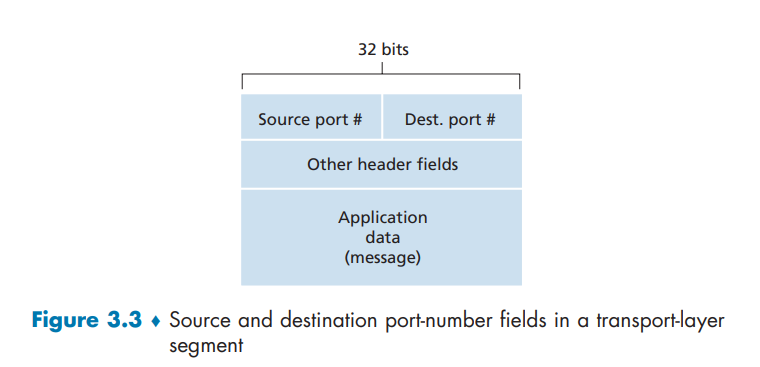 32 bits
Source port #
Dest. port #
Other header fields
Application
data
(message)
Figure 3.3 ♦ Source and destination port-number fields in a transport-layer
segment